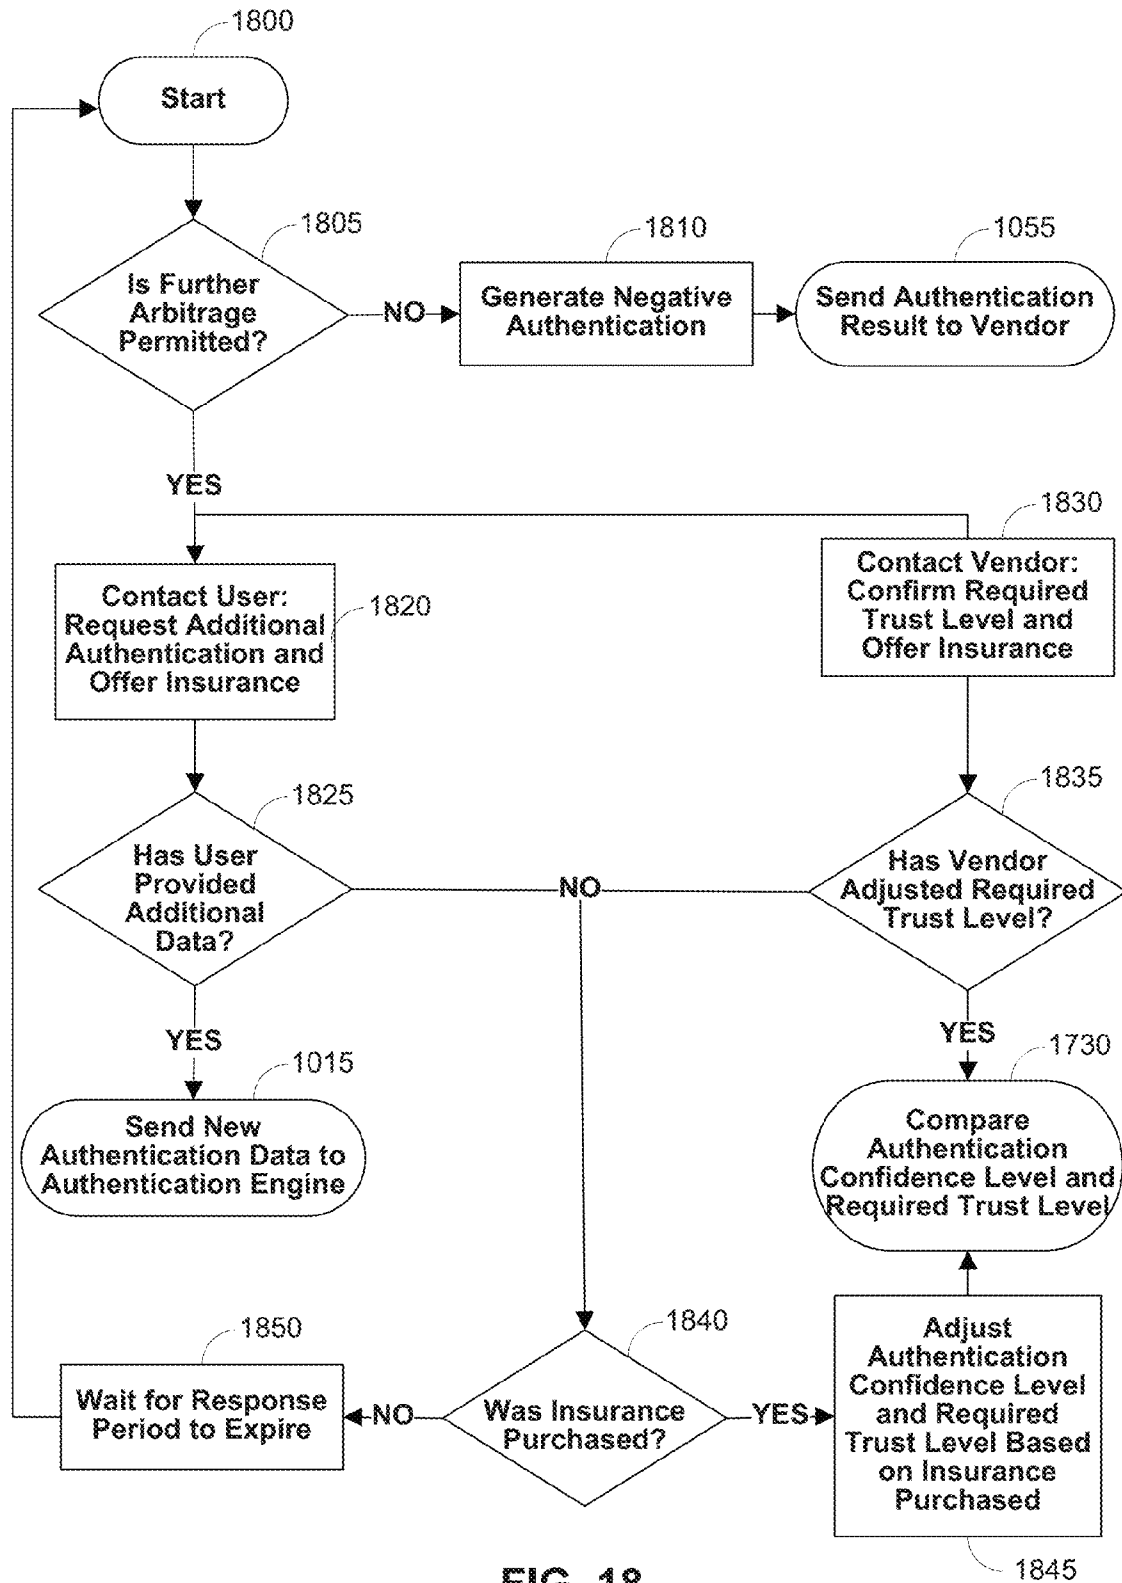 1800
Start
1805
Is Further
Arbitrage
Permitted?
NO
1810
Generate Negative
Authentication
1055
Send Authentication
Result to Vendor
YES
1820
Contact User:
Request Additional
Authentication and
Offer Insurance
1830
Contact Vendor:
Confirm Required
Trust Level and
Offer Insurance
1825
Has User
Provided
Additional
Data?
NO
1835
Has Vendor
Adjusted Required
Trust Level?
YES
1015
Send New
Authentication Data to
Authentication Engine
YES
1730
Compare
Authentication
Confidence Level and
Required Trust Level
1850
Wait for Response
Period to Expire
NO
1840
Was Insurance
Purchased?
YES
Adjust
Authentication
Confidence Level
and Required
Trust Level Based
on Insurance
Purchased
1845
FIG. 18